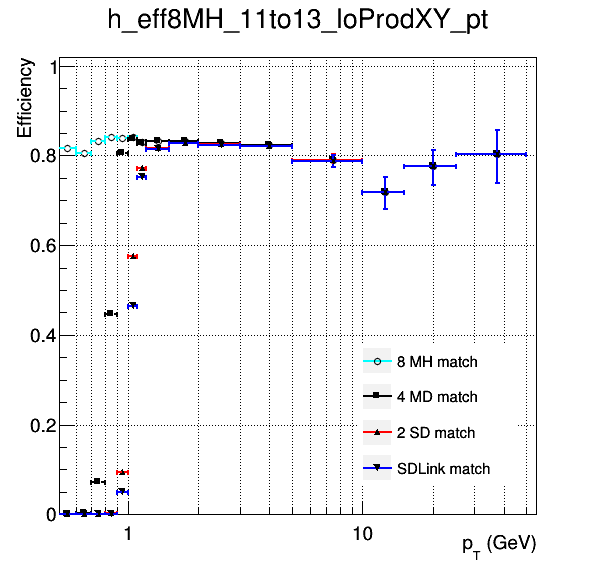 h_eff8MH_11to13_loProdXY_pt
Efficiency
1
0.8
0.6
0.4
0.2
0
8 MH match
4 MD match
2 SD match
SDLink match
1
10
p_T (GeV)